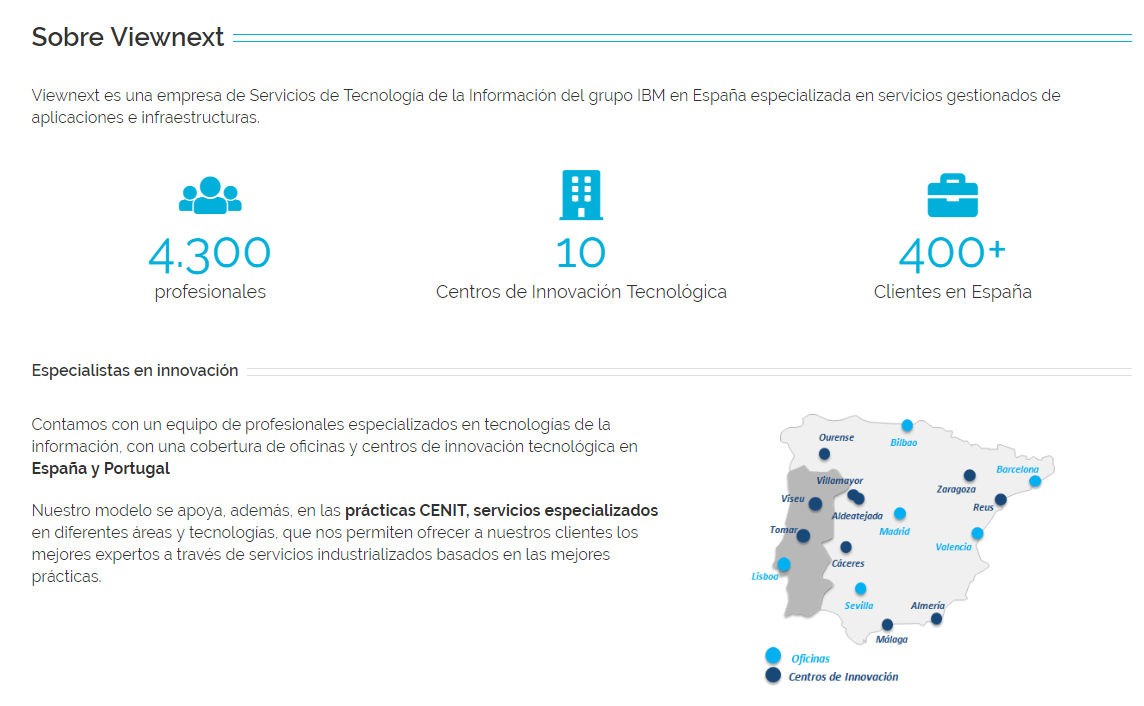 Sobre Viewnext
Viewnext es una empresa de Servicios de Tecnología de la Información del grupo IBM en España especializada en servicios gestionados de
aplicaciones e infraestructuras.
4.300
profesionales
10
Centros de Innovación Tecnológica
400+
Clientes en España
Especialistas en innovación
Contamos con un equipo de profesionales especializados en tecnologías de la
información, con una cobertura de oficinas y centros de innovación tecnológica en
España y Portugal
Nuestro modelo se apoya, además, en las prácticas CENIT, servicios especializados
en diferentes áreas y tecnologías, que nos permiten ofrecer a nuestros clientes los
mejores expertos a través de servicios industrializados basados en las mejores
prácticas.
Ourense
Bilbao
Barcelona
Villamayor
Zaragoza
Viseu
Reus
Aldeatejada
Tomar
Madrid
Valencia
Cáceres
Lisboa
Sevilla
Almería
Málaga
Oficinas
Centros de Innovación